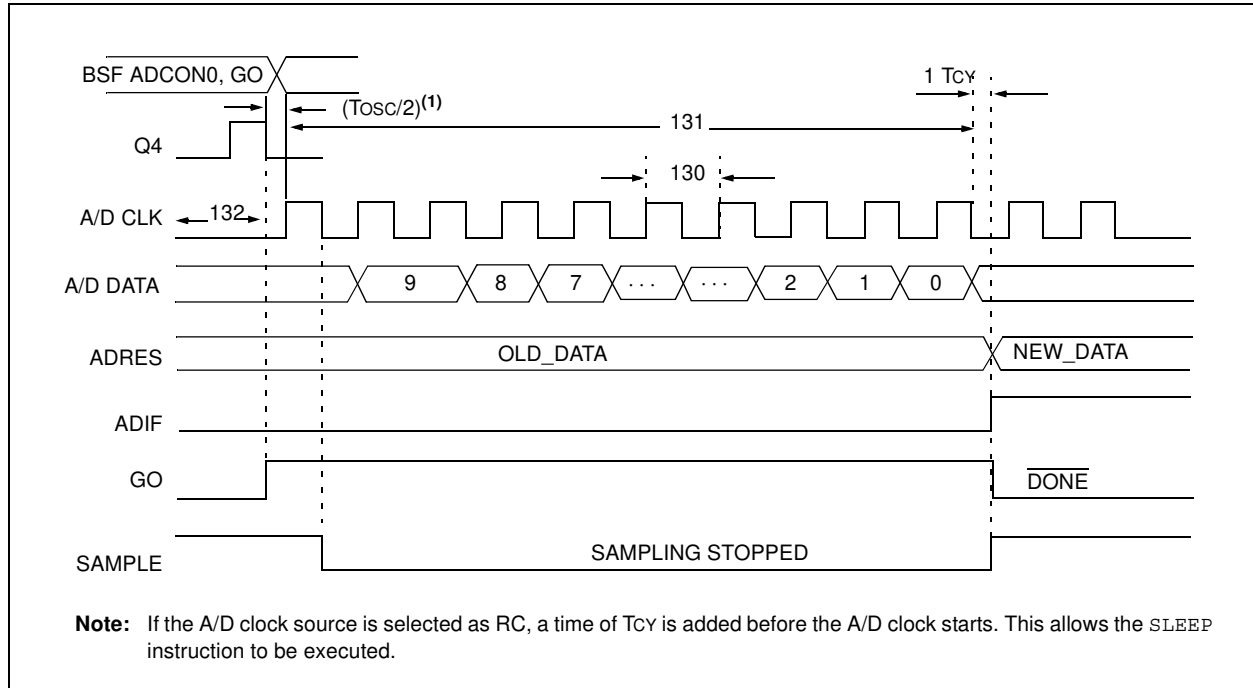 BSF ADCON0, GO
1 TCY
(TOSC/2)(1)
131
Q4
130
A/D CLK
132
A/D DATA
9 8 7 ... ... 2 1 0
ADRES
OLD_DATA
NEW_DATA
ADIF
GO
DONE
SAMPLE
SAMPLING STOPPED
Note: If the A/D clock source is selected as RC, a time of TCY is added before the A/D clock starts. This allows the SLEEP
instruction to be executed.